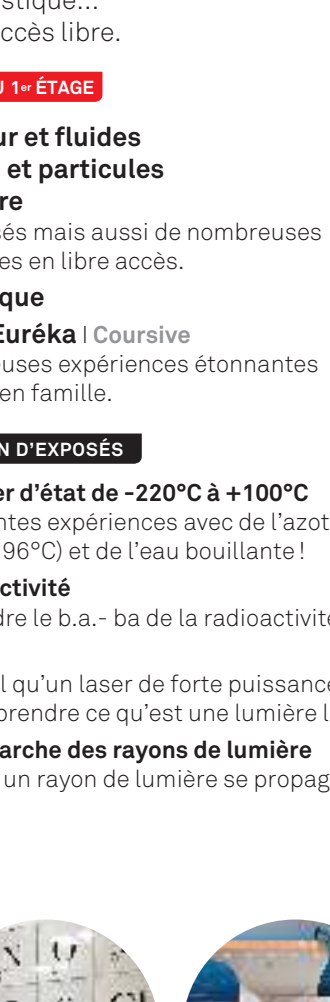 stique...
ccès libre.
U 1er ÉTAGE
ur et fluides
et particules
re
sés mais aussi de nombreuses
es en libre accès.
que
Euréka | Coursive
euses expériences étonnantes
en famille.
N D'EXPOSÉS
er d'état de -220°C à +100°C
ntes expériences avec de l'azot
96°C) et de l'eau bouillante !
ctivité
dre le b.a.- ba de la radioactivité
l qu'un laser de forte puissance
prendre ce qu'est une lumière l
arche des rayons de lumière
un rayon de lumière se propag